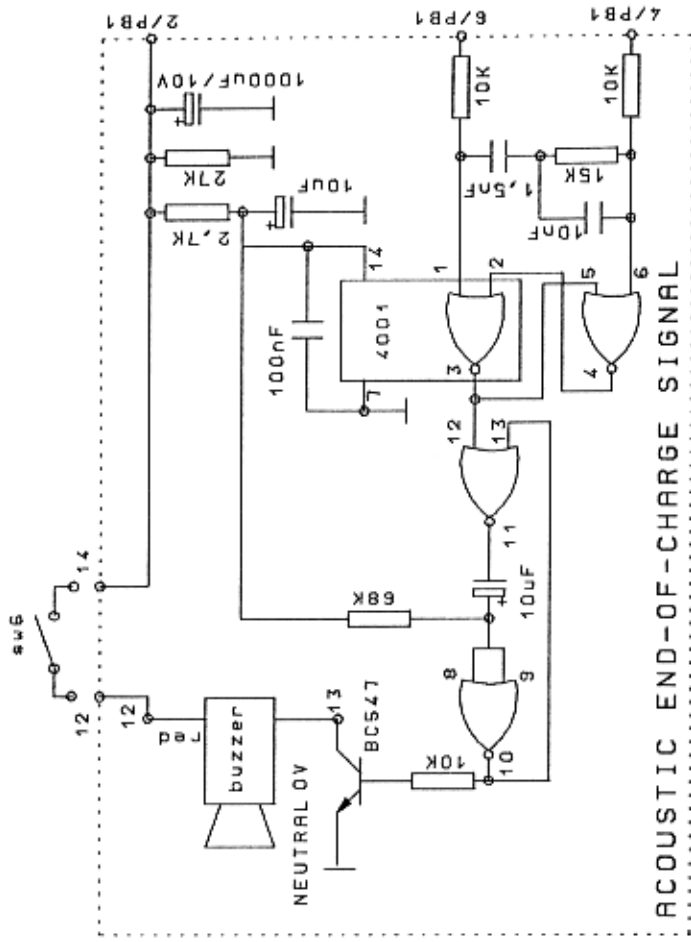 sw6
12
14
12
red
buzzer
13
NEUTRAL 0V
BC547
10K
68K
2/PB1
1000uF/10V
+
27K
2,7K
10uF
+
100nF
14
4001
7
1
2
3
12
13
11
10uF
+
8
9
10
6/PB1
10K
1,5nF
4/PB1
10K
15K
10nF
5
6
4
ACOUSTIC END-OF-CHARGE SIGNAL